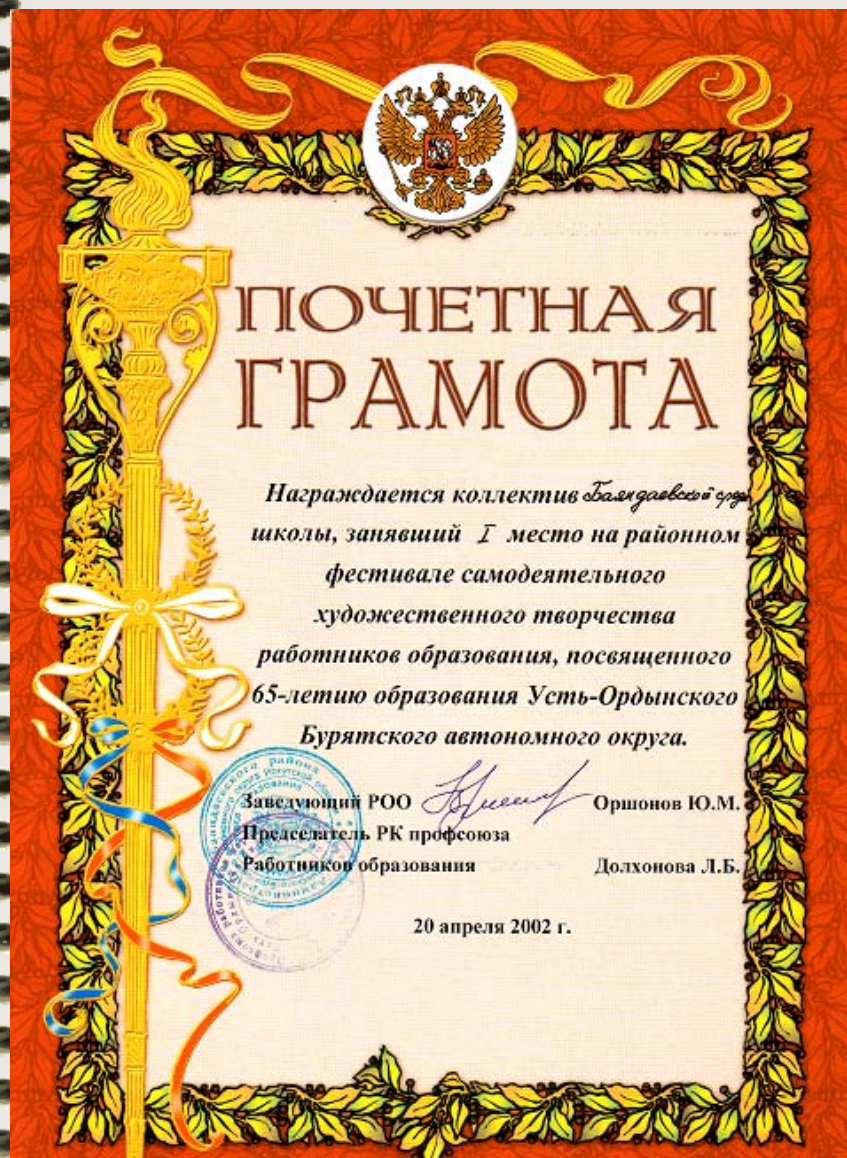 ПОЧЕТНАЯ
ГРАМОТА
Награждается коллектив Баяндаевской сред
школы, занявший I место на районном
фестивале самодеятельного
художественного творчества
работников образования, посвященного
65-летию образования Усть-Ордынского
Бурятского автономного округа.
Заведующий РОО Оршонов Ю.М.
Председатель РК профсоюза
Работников образования Долхонова Л.Б.
20 апреля 2002 г.